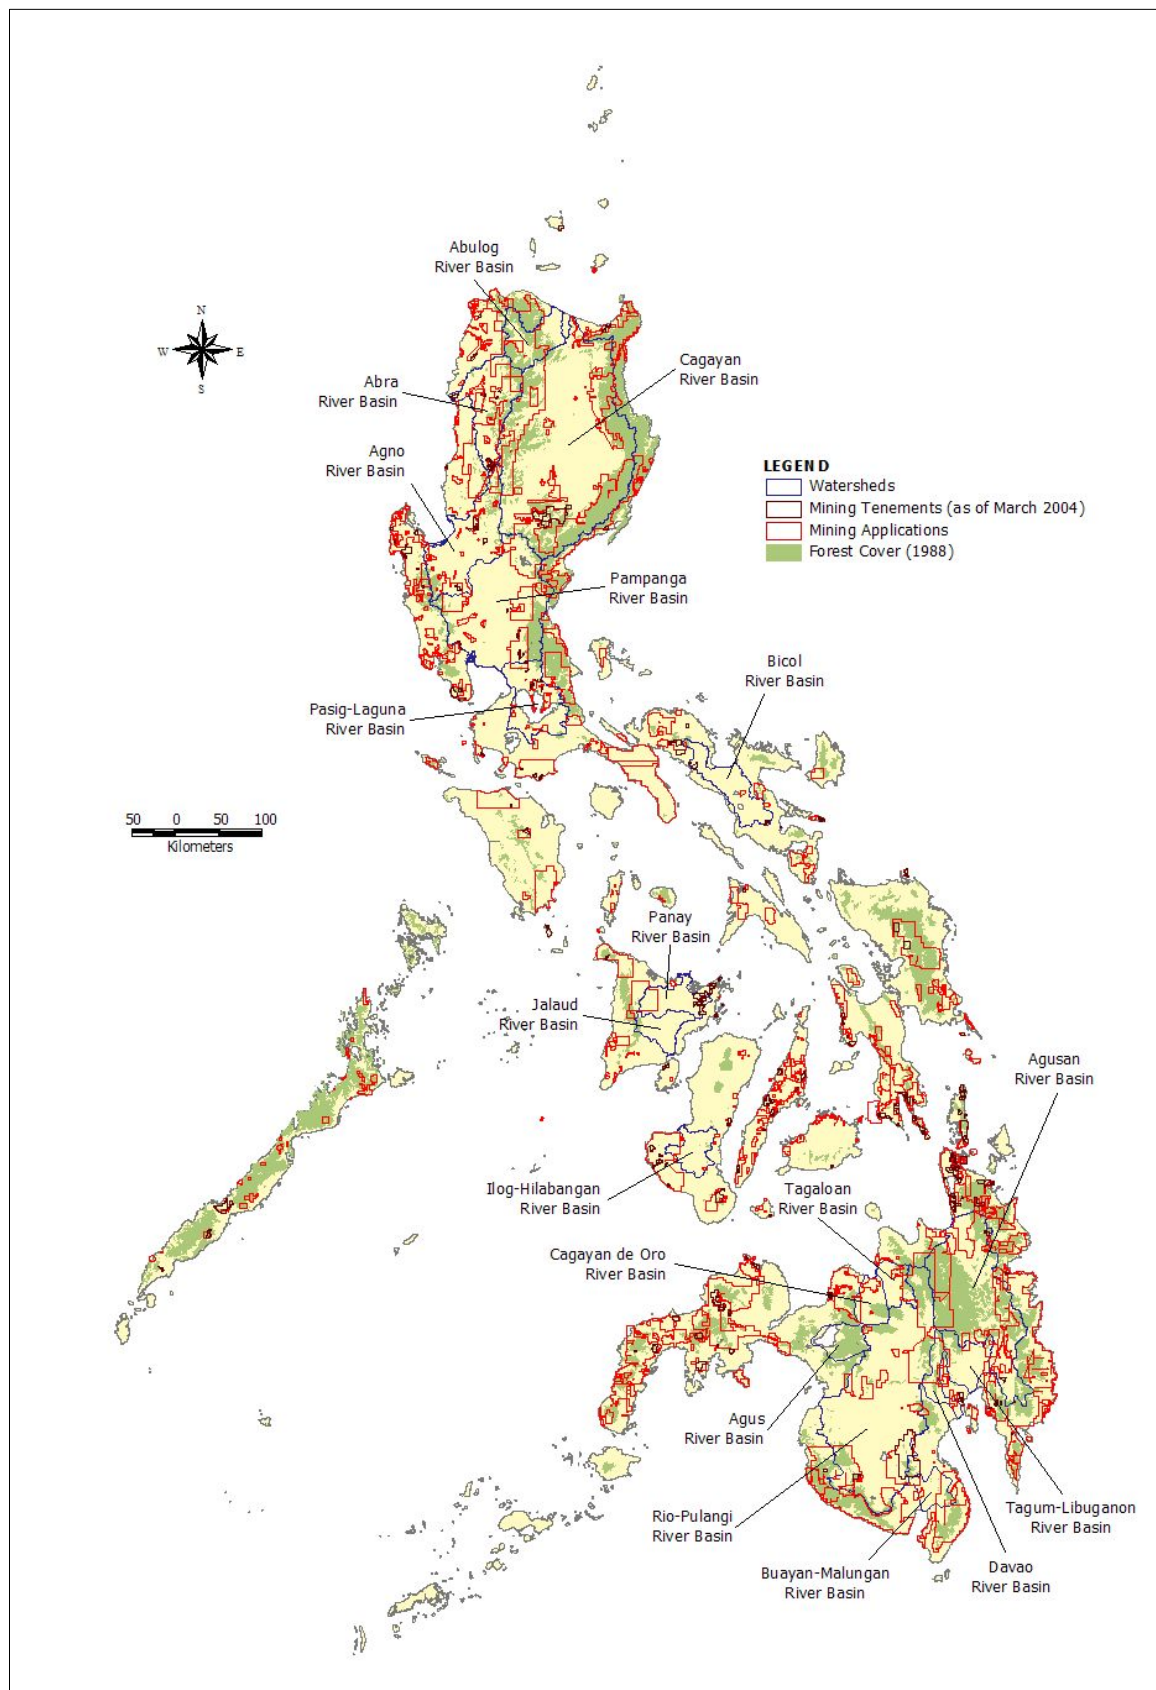 Abulog
River Basin
N
W
E
S
Cagayan
River Basin
Abra
River Basin
Agno
River Basin
LEGEND
Watersheds
Mining Tenements (as of March 2004)
Mining Applications
Forest Cover (1988)
Pampanga
River Basin
Bicol
River Basin
Pasig-Laguna
River Basin
50 0 50 100
Kilometers
Panay
River Basin
Jalaud
River Basin
Agusan
River Basin
Ilog-Hilabangan
River Basin
Tagaloan
River Basin
Cagayan de Oro
River Basin
Agus
River Basin
Rio-Pulangi
River Basin
Tagum-Libuganon
River Basin
Buayan-Malungan
River Basin
Davao
River Basin